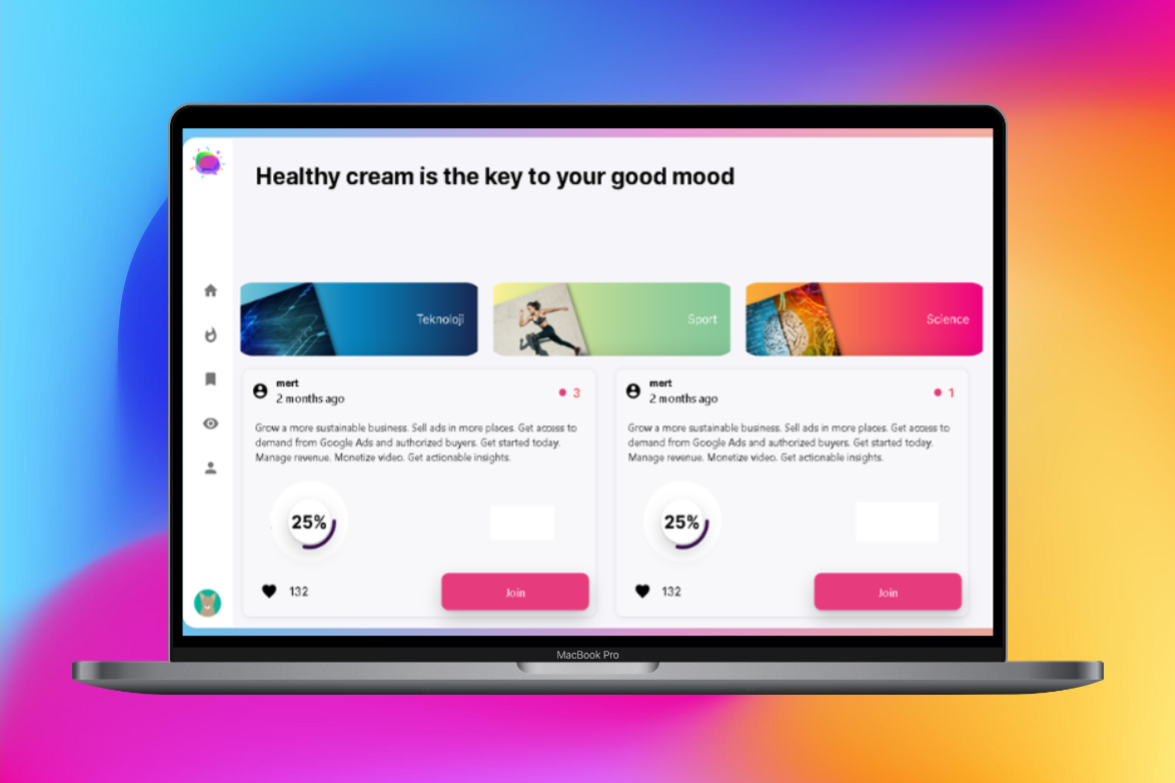 Healthy cream is the key to your good mood
Teknoloji
Sport
Science
mert
2 months ago
3
Grow a more sustainable business. Sell ads in more places. Get access to
demand from Google Ads and authorized buyers. Get started today.
Manage revenue. Monetize video. Get actionable insights.
25%
132
Join
mert
2 months ago
1
Grow a more sustainable business. Sell ads in more places. Get access to
demand from Google Ads and authorized buyers. Get started today.
Manage revenue. Monetize video. Get actionable insights.
25%
132
Join
MacBook Pro